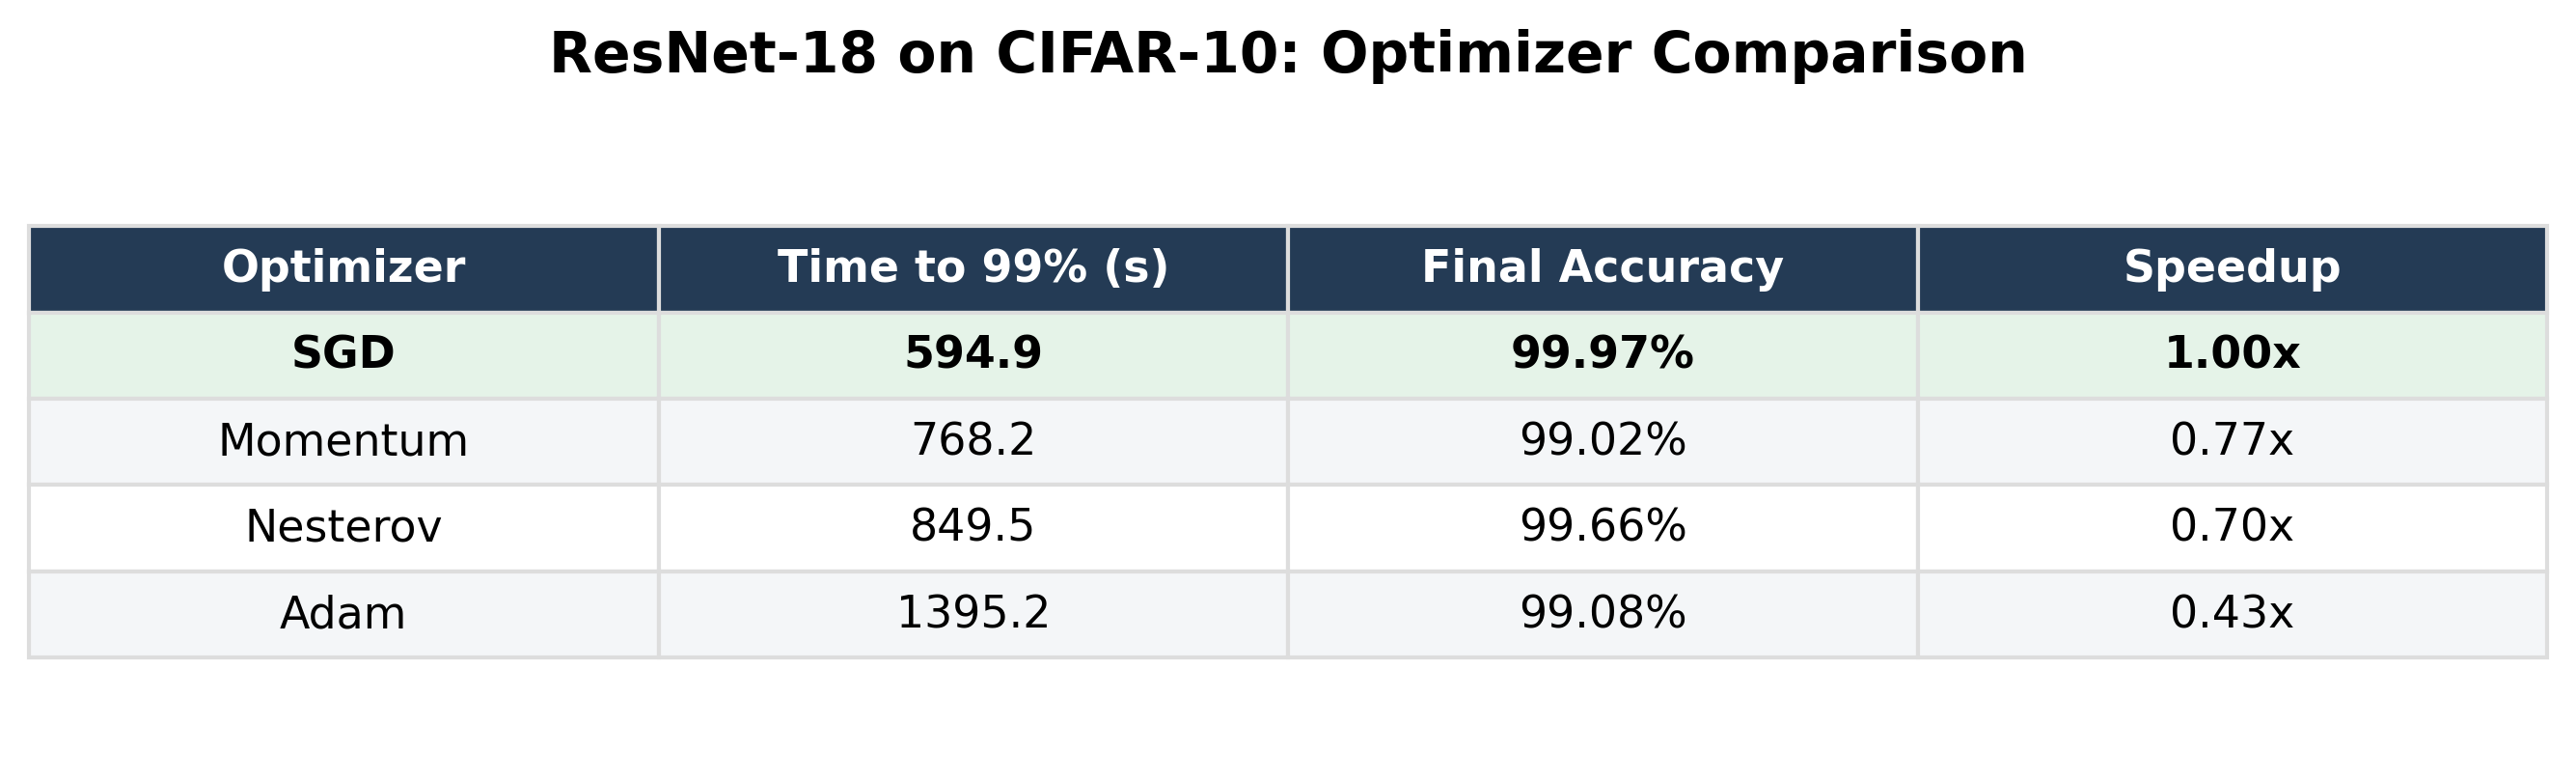 ResNet-18 on CIFAR-10: Optimizer Comparison
Optimizer Time to 99% (s) Final Accuracy Speedup
SGD 594.9 99.97% 1.00x
Momentum 768.2 99.02% 0.77x
Nesterov 849.5 99.66% 0.70x
Adam 1395.2 99.08% 0.43x